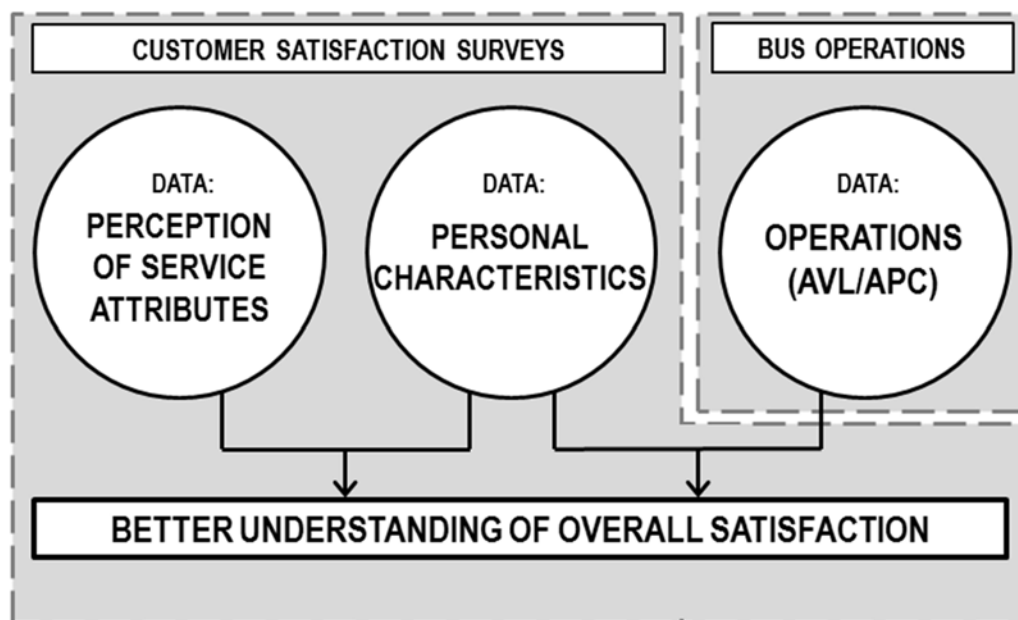 CUSTOMER SATISFACTION SURVEYS
BUS OPERATIONS
DATA:
PERCEPTION
OF SERVICE
ATTRIBUTES
DATA:
PERSONAL
CHARACTERISTICS
DATA:
OPERATIONS
(AVL/APC)
BETTER UNDERSTANDING OF OVERALL SATISFACTION